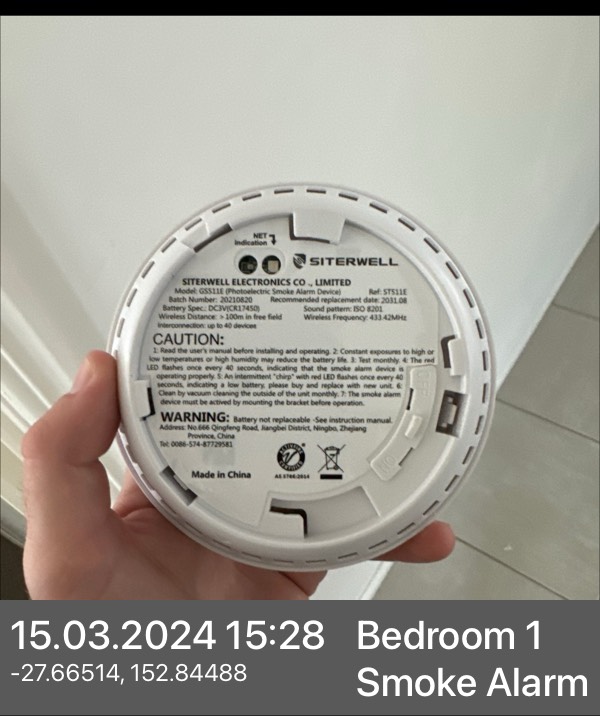 NET
Indication
SITERWELL
SITERWELL ELECTRONICS CO ., LIMITED
Model: GS511E (Photoelectric Smoke Alarm Device) Ref: STS11E
Batch Number: 20210820 Recommended replacement date: 2031.08
Battery Spec.: DC3V(CR17450) Sound pattern: ISO 8201
Wireless Distance: > 100m in free field Wireless Frequency: 433.42MHz
Interconnection: up to 40 devices
CAUTION:
1: Read the user's manual before installing and operating. 2: Constant exposures to high or
low temperatures or high humidity may reduce the battery life. 3: Test monthly. 4: The red
LED flashes once every 40 seconds, indicating that the smoke alarm device is
operating properly. 5: An intermittent "chirp" with red LED flashes once every 40
seconds, indicating a low battery, please buy and replace with new unit. 6:
Clean by vacuum cleaning the outside of the unit monthly. 7: The smoke alarm
device must be actived by mounting the bracket before operation.
WARNING: Battery not replaceable -See instruction manual.
Address: No.666 Qingfeng Road, Jiangbei District, Ningbo, Zhejiang
Province, China
Tel: 0086-574-87729581
Made in China
AS 3786:2014
15.03.2024 15:28
-27.66514, 152.84488
Bedroom 1
Smoke Alarm